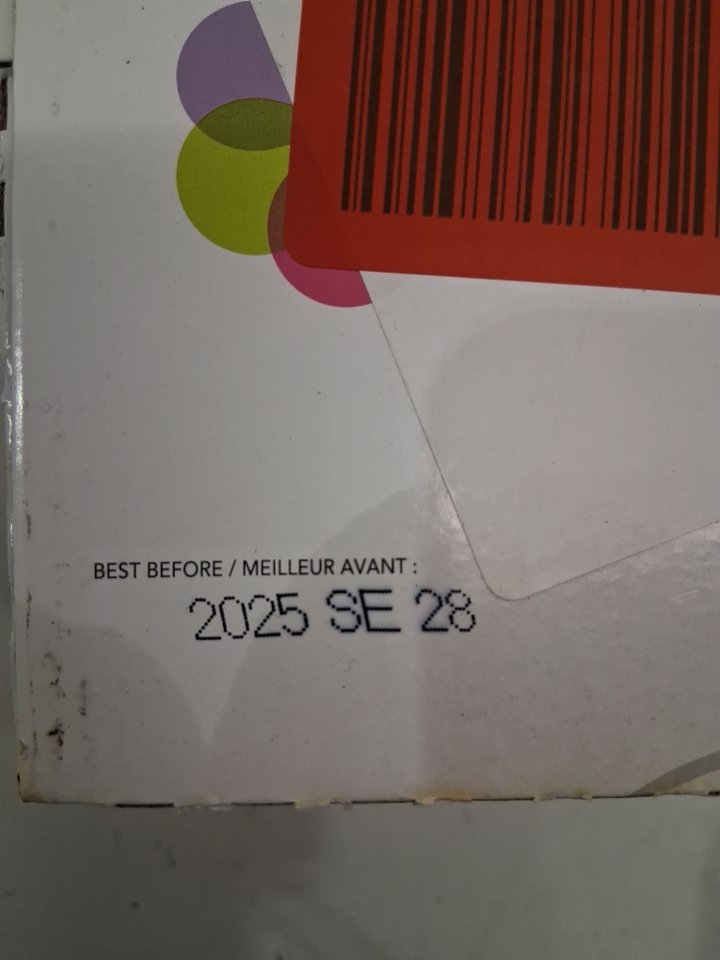 BEST BEFORE / MEILLEUR AVANT :
2025 SE 28